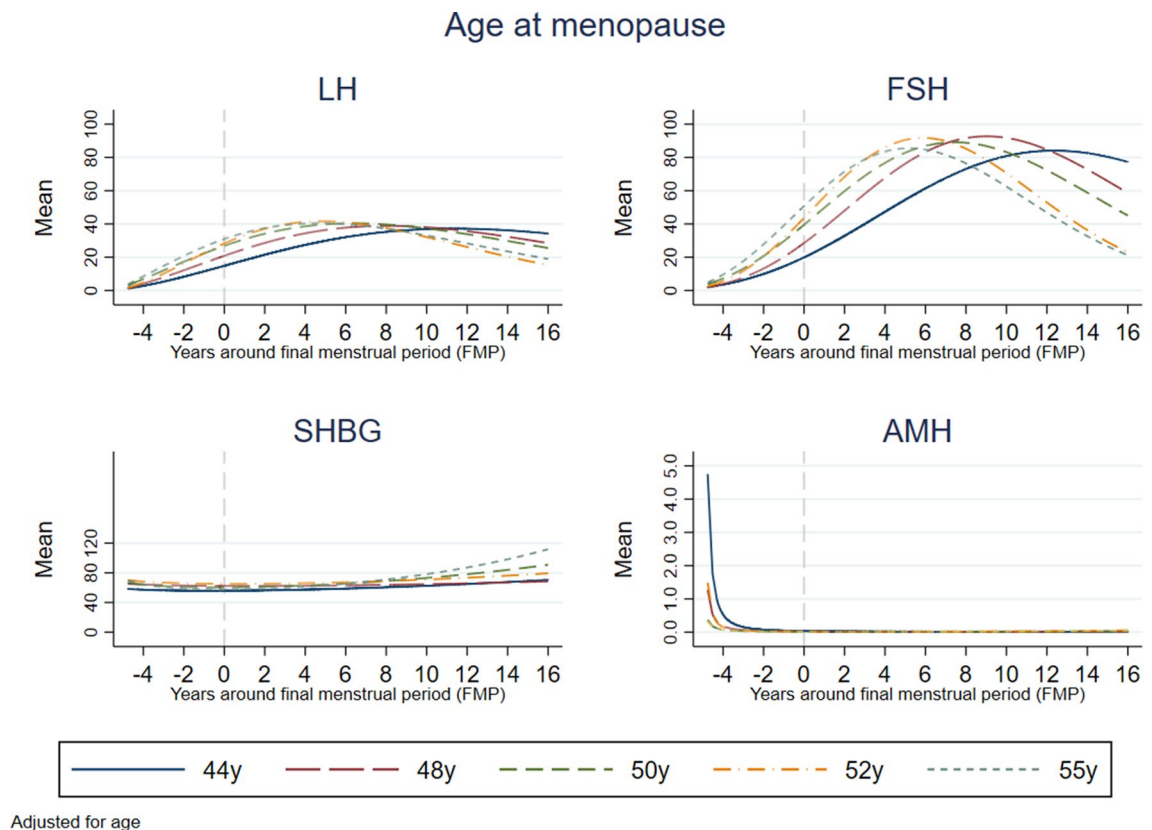 Age at menopause
LH
Mean
0 20 40 60 80 100
-4 -2 0 2 4 6 8 10 12 14 16
Years around final menstrual period (FMP)
FSH
Mean
0 20 40 60 80 100
-4 -2 0 2 4 6 8 10 12 14 16
Years around final menstrual period (FMP)
SHBG
Mean
0 40 80 120
-4 -2 0 2 4 6 8 10 12 14 16
Years around final menstrual period (FMP)
AMH
Mean
0.0 1.0 2.0 3.0 4.0 5.0
-4 -2 0 2 4 6 8 10 12 14 16
Years around final menstrual period (FMP)
44y 48y 50y 52y 55y
Adjusted for age